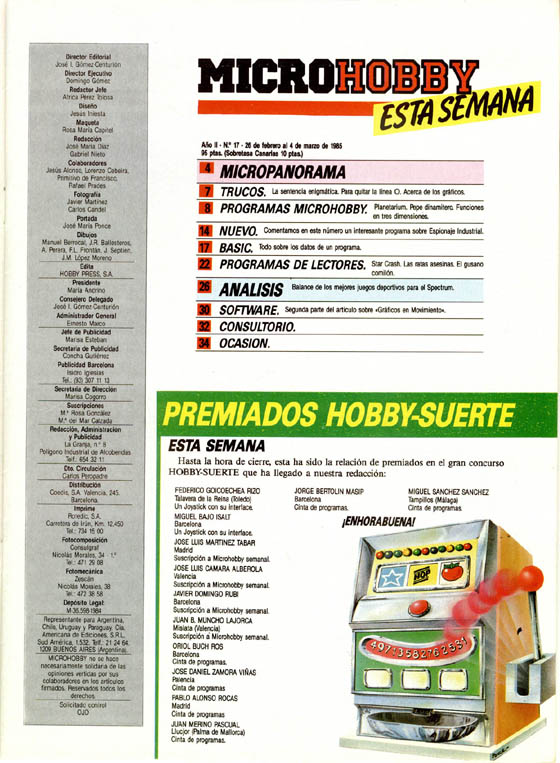 Director Editorial
José I. Gómez-Centurión
Director Ejecutivo
Domingo Gómez
Redactor Jefe
Africa Pérez Tolosa
Diseño
Jesús Iniesta
Maqueta
Rosa María Capitel
Redacción
José María Díaz
Gabriel Nieto
Colaboradores
Jesús Alonso, Lorenzo Cebeira,
Primitivo de Francisco,
Rafael Prades
Fotografía
Javier Martínez
Carlos Candel
Portada
José María Ponce
Dibujos
Manuel Berrocal, J.R. Ballesteros,
A. Perera, F.L. Frontán, J. Septien,
J.M. López Moreno
Edita
HOBBY PRESS, S.A.
Presidente
María Andrino
Consejero Delegado
José I. Gómez-Centurión
Administrador General
Ernesto Marco
Jefe de Publicidad
Marisa Esteban
Secretaria de Publicidad
Concha Gutiérrez
Publicidad Barcelona
Isidro Iglesias
Tel.: (93) 307 11 13
Secretaria de Dirección
Marisa Cogorro
Suscripciones
M.ª Rosa González
M.ª del Mar Calzada
Redacción, Administración
y Publicidad
La Granja, n.º 8
Polígono Industrial de Alcobendas
Telf.: 654 32 11
Dto. Circulación
Carlos Peropadre
Distribución
Coedis, S.A. Valencia, 245.
Barcelona.
Imprime
Rotedic, S.A.
Carretera de Irún, Km. 12,450
Tel.: 734 15 00
Fotocomposición
Consulgraf
Nicolás Morales, 34 - 1.º
Tel.: 471 29 08
Fotomecánica
Zescán
Nicolás Morales, 38
Tel.: 472 38 58
Depósito Legal:
M-36.598-1984
Representante para Argentina,
Chile, Uruguay y Paraguay, Cía.
Americana de Ediciones, S.R.L.
Sud América, 1.532. Telf.: 21 24 64.
1209 BUENOS AIRES (Argentina).
MICROHOBBY no se hace
necesariamente solidaria de las
opiniones vertidas por sus
colaboradores en los artículos
firmados. Reservados todos los
derechos.
Solicitado control
OJD
MICROHOBBY
ESTA SEMANA
Año II - N.º 17 - 26 de febrero al 4 de marzo de 1985
95 ptas. (Sobretasa Canarias 10 ptas.)
4 MICROPANORAMA
7 TRUCOS. La sentencia enigmática. Para quitar la línea O. Acerca de los gráficos.
8 PROGRAMAS MICROHOBBY. Planetarium. Pepe dinamitero. Funciones
en tres dimensiones.
14 NUEVO. Comentamos en este número un interesante programa sobre Espionaje Industrial.
17 BASIC. Todo sobre los datos de un programa.
22 PROGRAMAS DE LECTORES. Star Crash. Las ratas asesinas. El gusano
comilón.
26 ANALISIS Balance de los mejores juegos deportivos para el Spectrum.
30 SOFTWARE. Segunda parte del artículo sobre «Gráficos en Movimiento».
32 CONSULTORIO.
34 OCASION.
PREMIADOS HOBBY-SUERTE
ESTA SEMANA
Hasta la hora de cierre, esta ha sido la relación de premiados en el gran concurso
HOBBY-SUERTE que ha llegado a nuestra redacción:
FEDERICO GOICOECHEA RIZO
Talavera de la Reina (Toledo)
Un Joystick con su Interface.
MIGUEL BAJO ISALT
Barcelona
Un Joystick con su interface.
JOSE LUIS MARTINEZ TABAR
Madrid
Suscripción a Microhobby semanal.
JOSE LUIS CAMARA ALBEROLA
Valencia
Suscripción a Microhobby semanal.
JAVIER DOMINGO RUBI
Barcelona
Suscripción a Microhobby semanal.
JUAN B. MUNCHO LAJORCA
Mislata (Valencia)
Suscripción a Microhobby semanal.
ORIOL BUCH ROS
Barcelona
Cinta de programas.
JOSE DANIEL ZAMORA VIÑAS
Palencia
Cinta de programas.
PABLO ALONSO ROCAS
Madrid
Cinta de programas
JUAN MERINO PASCUAL
Llucjor (Palma de Mallorca)
Cinta de Programas.
JORGE BERTOLIN MASIP
Barcelona
Cinta de programas.
MIGUEL SANCHEZ SANCHEZ
Tampillos (Málaga)
Cinta de programas.
¡ENHORABUENA!